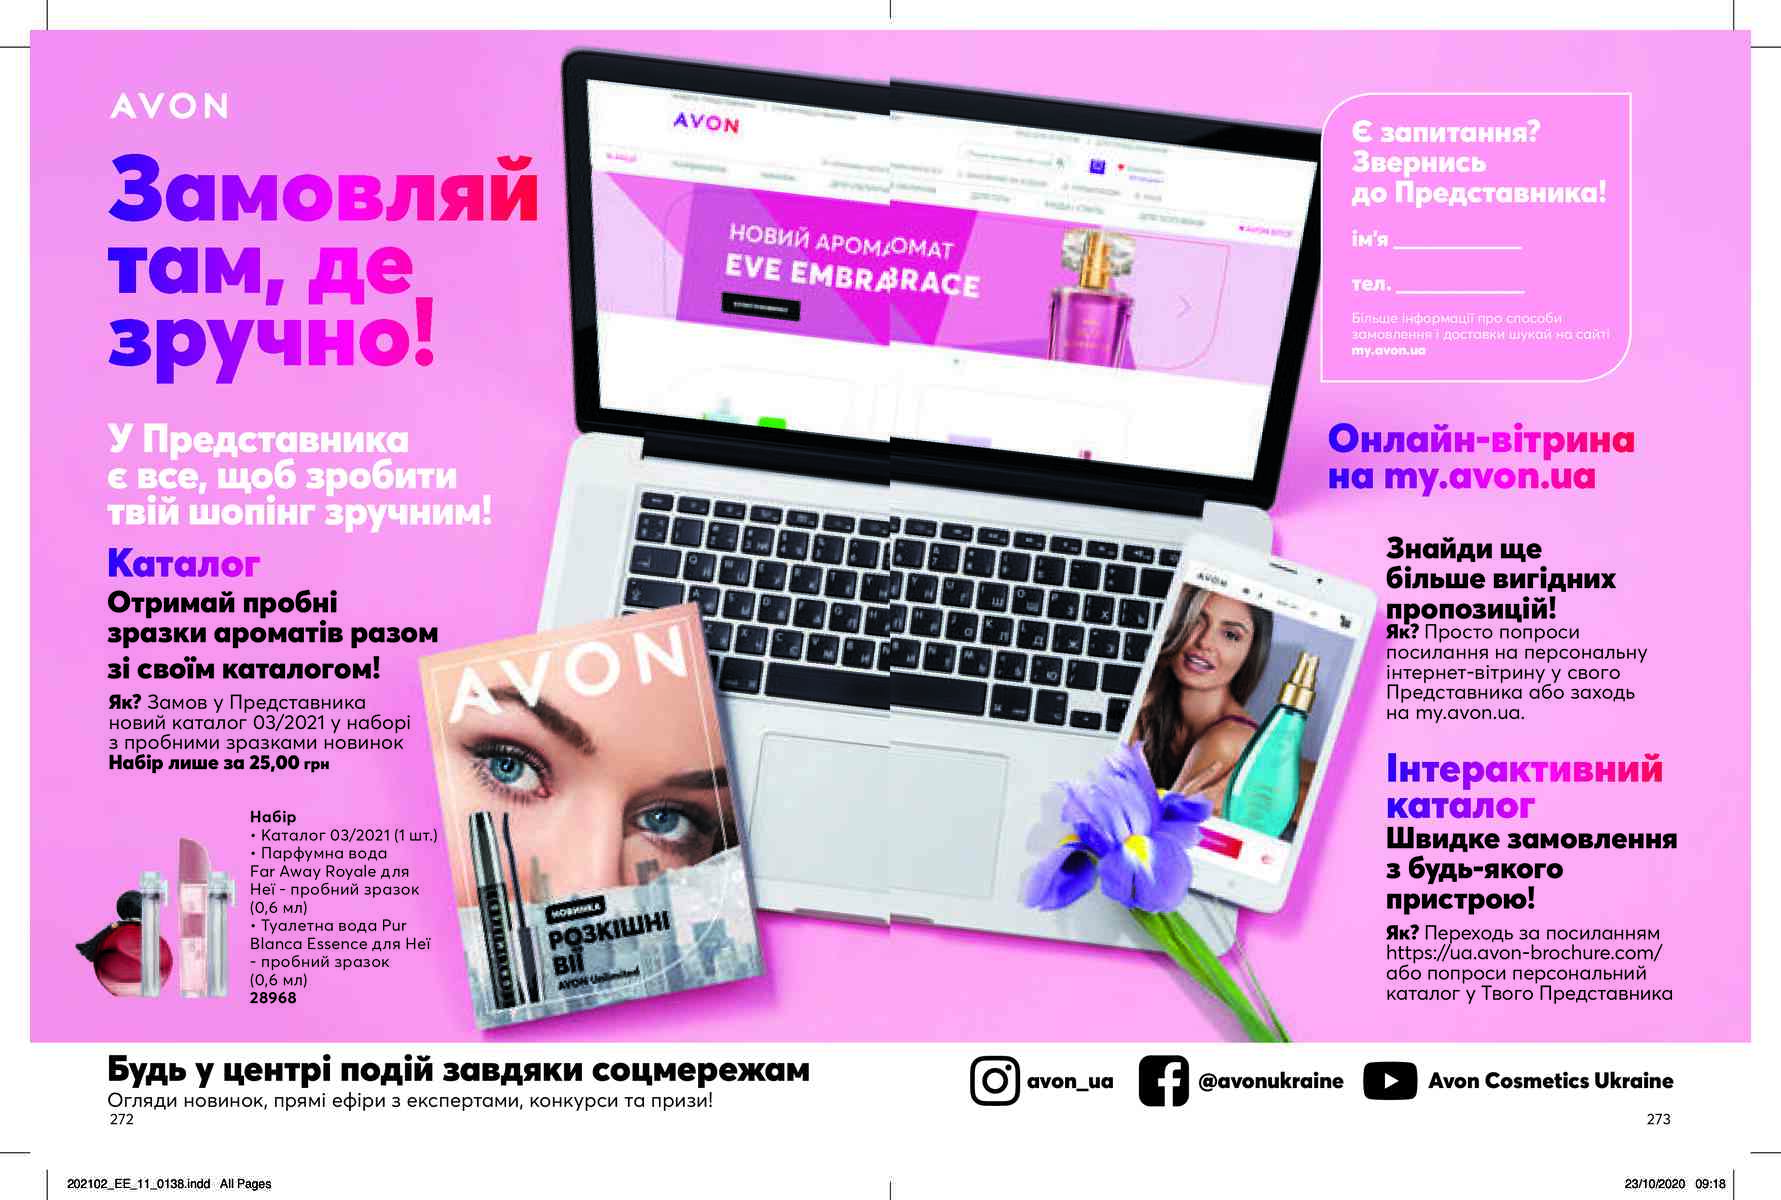 AVON
Замовляй
там, де
зручно!
У Представника
є все, щоб зробити
твій шопінг зручним!
Каталог
Отримай пробні
зразки ароматів разом
зі своїм каталогом!
Як? Замов у Представника
новий каталог 03/2021 у наборі
з пробними зразками новинок
Набір лише за 25,00 грн
Набір
• Каталог 03/2021 (1 шт.)
• Парфумна вода
Far Away Royale для
Неї - пробний зразок
(0,6 мл)
• Туалетна вода Pur
Blanca Essence для Неї
- пробний зразок
(0,6 мл)
28968
AVON
НОВИЙ АРОМАОМАТ
EVE EMBRABRACE
AVON
НОВИНКА
РОЗКІШНІ
ВІЇ
AVON Unlimited
AVON
Є запитання?
Звернись
до Представника!
ім'я ___________
тел. ___________
Більше інформації про способи
замовлення і доставки шукай на сайті
my.avon.ua
Онлайн-вітрина
на my.avon.ua
Знайди ще
більше вигідних
пропозицій!
Як? Просто попроси
посилання на персональну
інтернет-вітрину у свого
Представника або заходь
на my.avon.ua.
Інтерактивний
каталог
Швидке замовлення
з будь-якого
пристрою!
Як? Переходь за посиланням
https://ua.avon-brochure.com/
або попроси персональний
каталог у Твого Представника
Будь у центрі подій завдяки соцмережам
Огляди новинок, прямі ефіри з експертами, конкурси та призи!
avon_ua
@avonukraine
Avon Cosmetics Ukraine
272
273
202102_EE_11_0138.indd   All Pages
23/10/2020   09:18